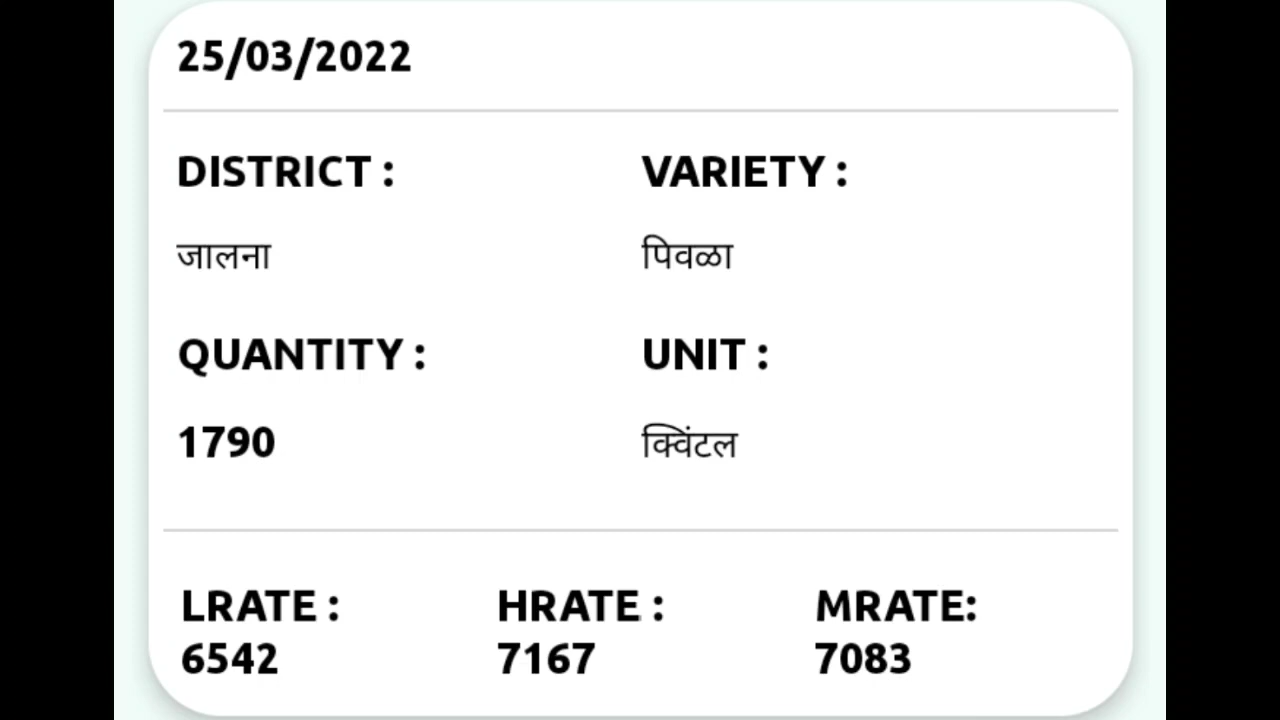 25/03/2022
DISTRICT : VARIETY :
जालना पिवळा
QUANTITY : UNIT :
1790 क्विंटल
LRATE : HRATE : MRATE:
6542 7167 7083